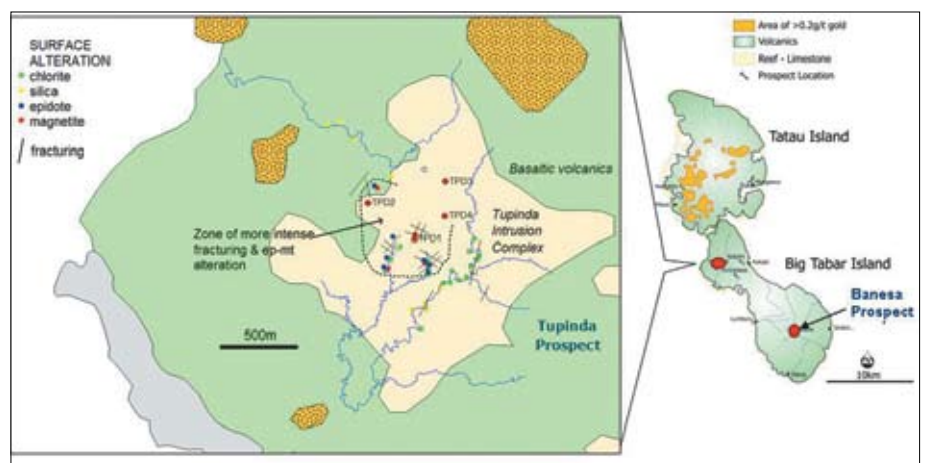 SURFACE
ALTERATION
chlorite
silica
epidote
magnetite
fracturing
Basaltic volcanics
TPD3
TPD2
TPD4
TPD1
Tupinda
Intrusion
Complex
Zone of more intense
fracturing & ep-mt
alteration
500m
Tupinda
Prospect
Area of >0.2g/t gold
Volcanics
Reef - Limestone
Prospect Location
Tatau Island
Big Tabar Island
Banesa
Prospect
10km